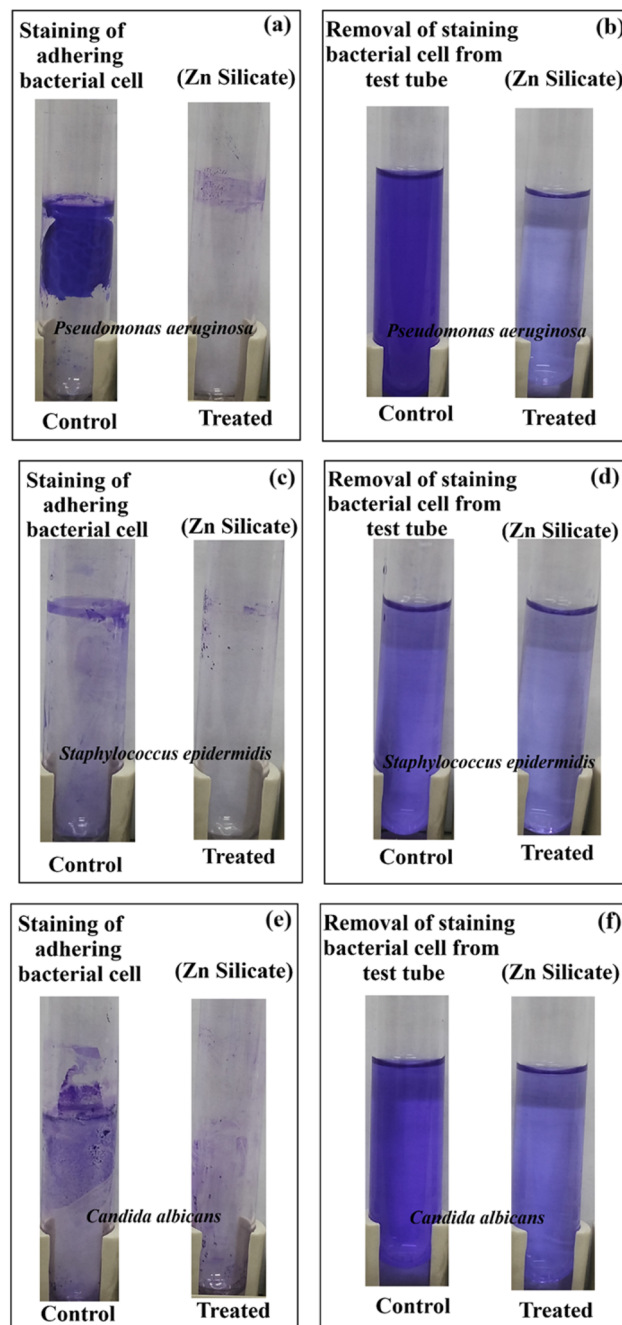 Staining of
adhering
bacterial cell
(a)
(Zn Silicate)
Pseudomonas aeruginosa
Control
Treated
Removal of staining
bacterial cell from
test tube
(b)
(Zn Silicate)
Pseudomonas aeruginosa
Control
Treated
Staining of
adhering
bacterial cell
(c)
(Zn Silicate)
Staphylococcus epidermidis
Control
Treated
Removal of staining
bacterial cell from
test tube
(d)
(Zn Silicate)
Staphylococcus epidermidis
Control
Treated
Staining of
adhering
bacterial cell
(e)
(Zn Silicate)
Candida albicans
Control
Treated
Removal of staining
bacterial cell from
test tube
(f)
(Zn Silicate)
Candida albicans
Control
Treated